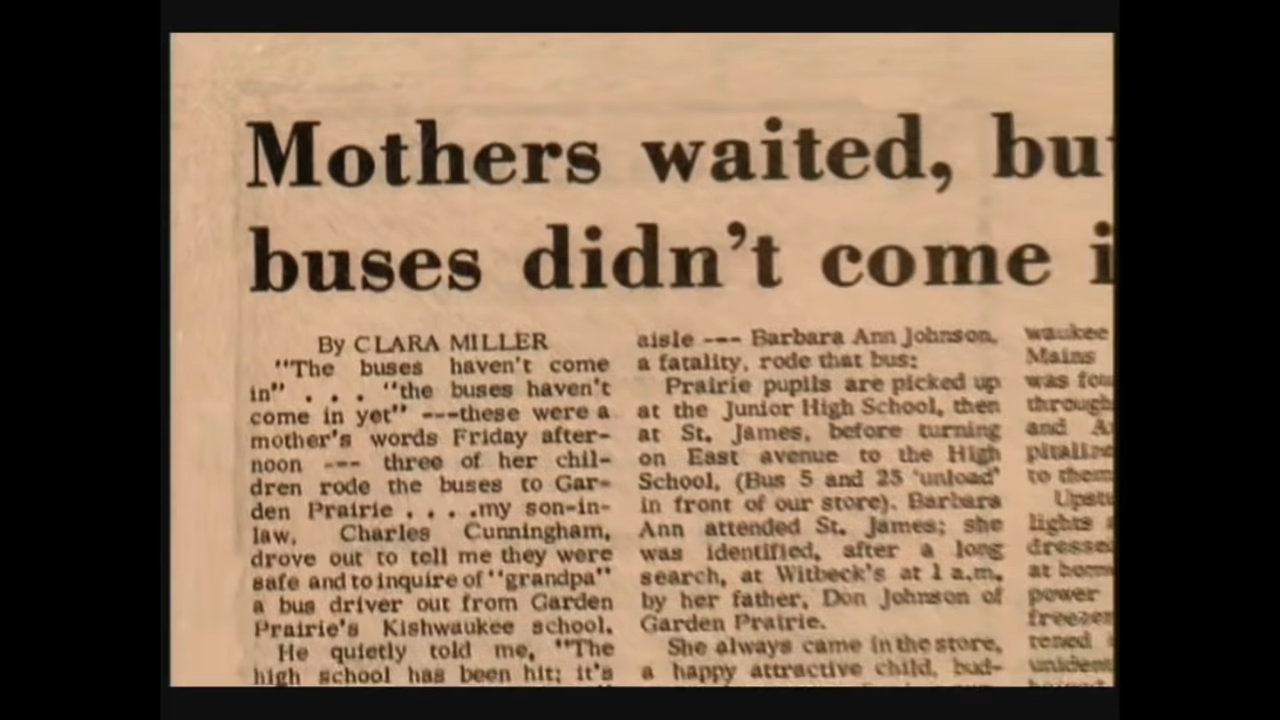 Mothers waited, bu
buses didn't come i
By CLARA MILLER
"The buses haven't come
in" . . . "the buses haven't
come in yet" ---these were a
mother's words Friday after-
noon --- three of her chil-
dren rode the buses to Gar-
den Prairie . . . .my son-in-
law, Charles Cunningham,
drove out to tell me they were
safe and to inquire of "grandpa"
a bus driver out from Garden
Prairie's Kishwaukee school.
He quietly told me, "The
high school has been hit; it's
aisle --- Barbara Ann Johnson,
a fatality, rode that bus:
Prairie pupils are picked up
at the Junior High School, then
at St. James, before turning
on East avenue to the High
School, (Bus 5 and 25 'unload'
in front of our store). Barbara
Ann attended St. James; she
was identified, after a long
search, at Witbeck's at 1 a.m.
by her father, Don Johnson of
Garden Prairie.
She always came in the store,
a happy attractive child, bud-
waukee
Mains
was fou
through
and A
pitalize
to them
Upsta
lights
dressed
at home
power
freezer
tened
unident